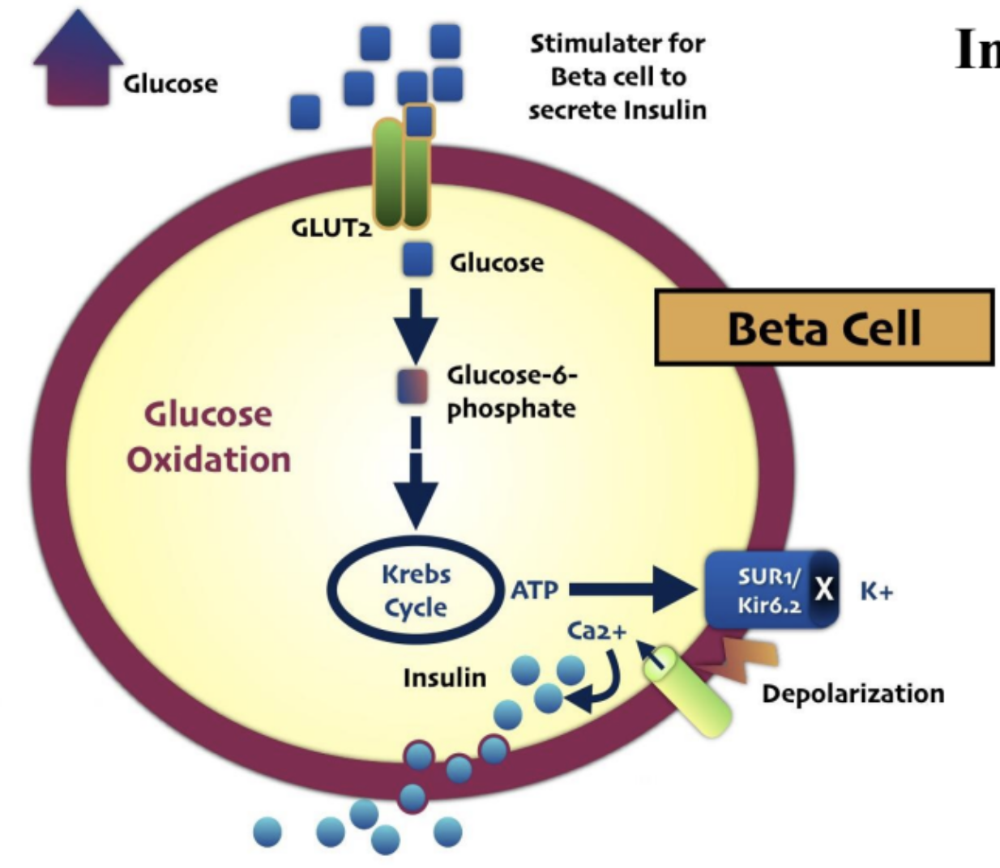 In
Glucose
Stimulater for
Beta cell to
secrete Insulin
GLUT2
Glucose
Beta Cell
Glucose-6-
phosphate
Glucose
Oxidation
Krebs
Cycle
ATP
SUR1/
Kir6.2
X
K+
Ca2+
Insulin
Depolarization